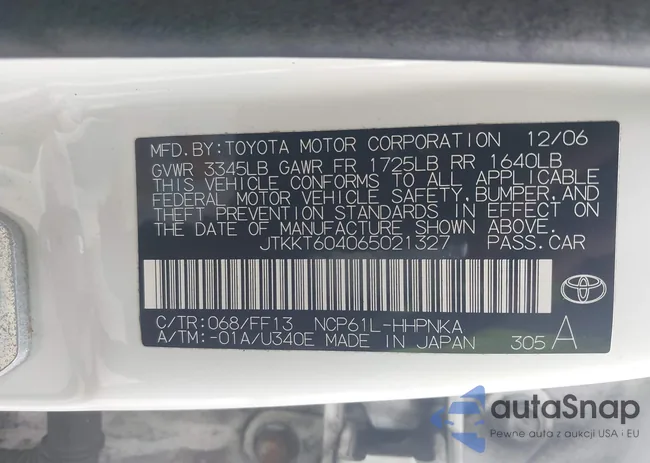 MFD.BY:TOYOTA MOTOR CORPORATION 12/06
GVWR 3345LB GAWR FR 1725LB RR 1640LB
THIS VEHICLE CONFORMS TO ALL APPLICABLE
FEDERAL MOTOR VEHICLE SAFETY,BUMPER,AND
THEFT PREVENTION STANDARDS IN EFFECT ON
THE DATE OF MANUFACTURE SHOWN ABOVE.
JTKKT604065021327 PASS.CAR
C/TR:068/FF13 NCP61L-HHPNKA
A/TM:-01A/U340E MADE IN JAPAN 305 A
autaSnap
Pewne auta z aukcji USA • EU